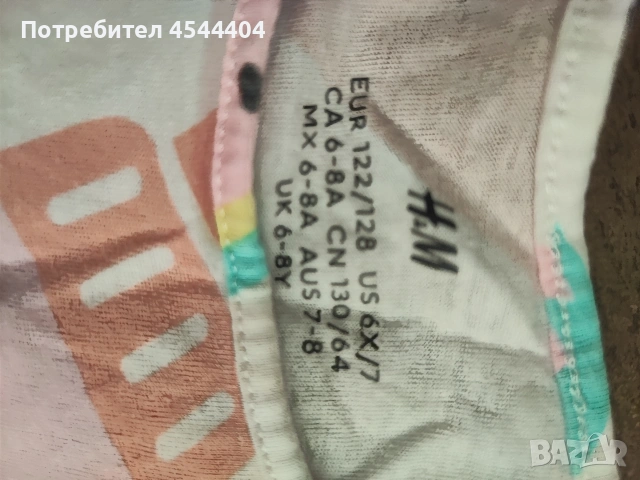 Потребител 4544404
H&M
EUR 122/128 US 6X/7
CA 6-8A CN 130/64
MX 6-8A AUS 7-8
UK 6-8Y
BAZAR